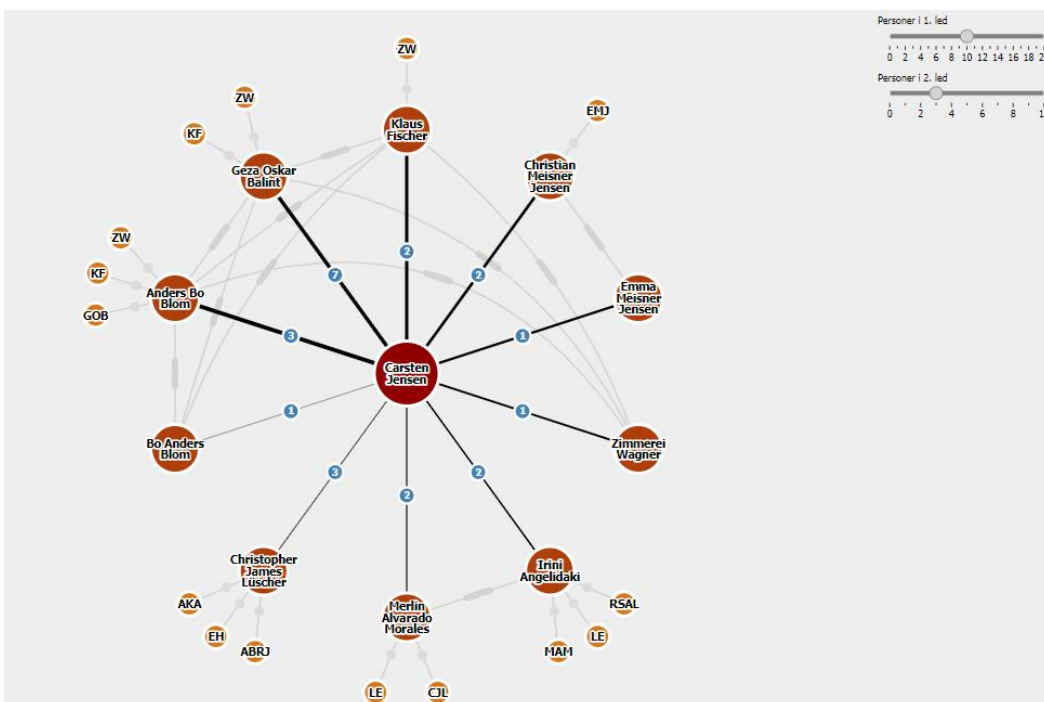 Personer i 1. led
0 2 4 6 8 10 12 14 16 18 2
Personer i 2. led
0 2 4 6 8 1
ZW
ZW
KF
Klaus
Fischer
EMJ
Geza Oskar
Balint
Christian
Meisner
Jensen
ZW
KF
GOB
Anders Bo
Blom
7
2
2
Emma
Meisner
Jensen
3
1
Carsten
Jensen
1
1
Bo Anders
Blom
Zimmerei
Wagner
3
2
2
Christopher
James
Lüscher
Irini
Angelidaki
AKA
EH
ABRJ
Merlin
Alvarado
Morales
RSAL
LE
MAM
LE
CJL